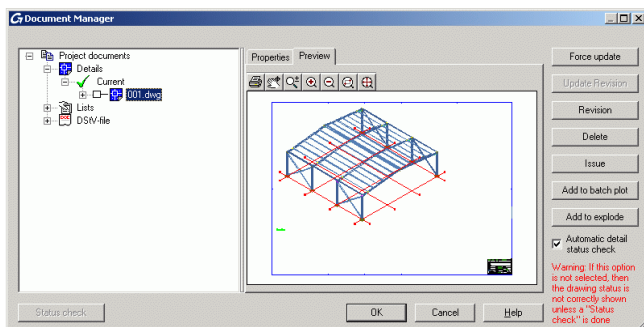 Document Manager
Project documents
Details
Current
001.dwg
Lists
DStV-file
Properties Preview
Force update
Update Revision
Revision
Delete
Issue
Add to batch plot
Add to explode
Automatic detail
status check
Warning: If this option
is not selected, then
the drawing status is
not correctly shown
unless a "Status
check" is done
Status check
OK
Cancel
Help